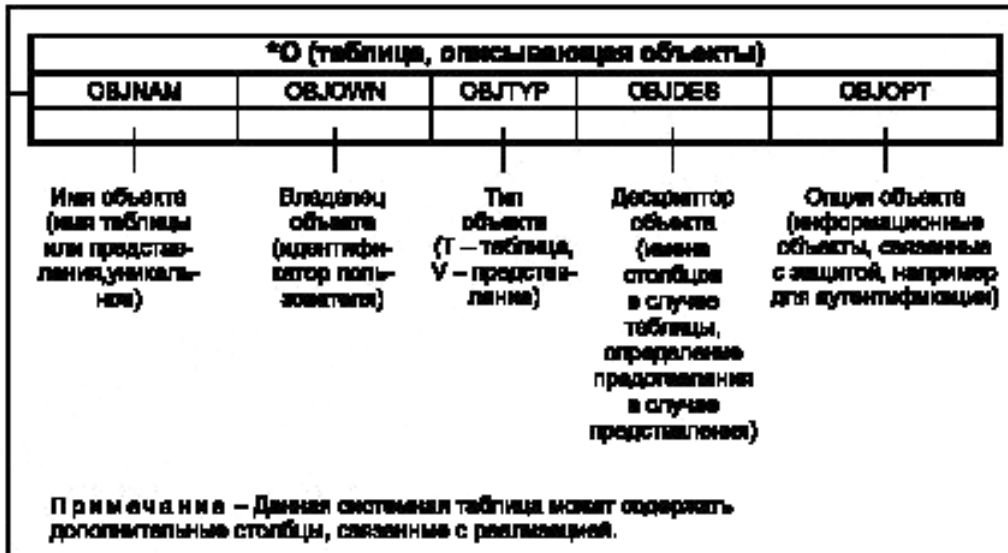 *O (таблица, описывающая объекты)
OBJNAM OBJOWN OBJTYP OBJDES OBJOPT
Имя объекта
(имя таблицы
или представ-
ления,уникаль-
ное)
Владелец
объекта
(идентифи-
катор поль-
зователя)
Тип
объекта
(T – таблица,
V – представ-
ление)
Дескриптор
объекта
(имена
столбцов
в случае
таблицы,
определение
представления
в случае
представления)
Опция объекта
(информационные
объекты, связанные
с защитой, например
для аутентификации)
Примечание – Данная системная таблица может содержать
дополнительные столбцы, связанные с реализацией.